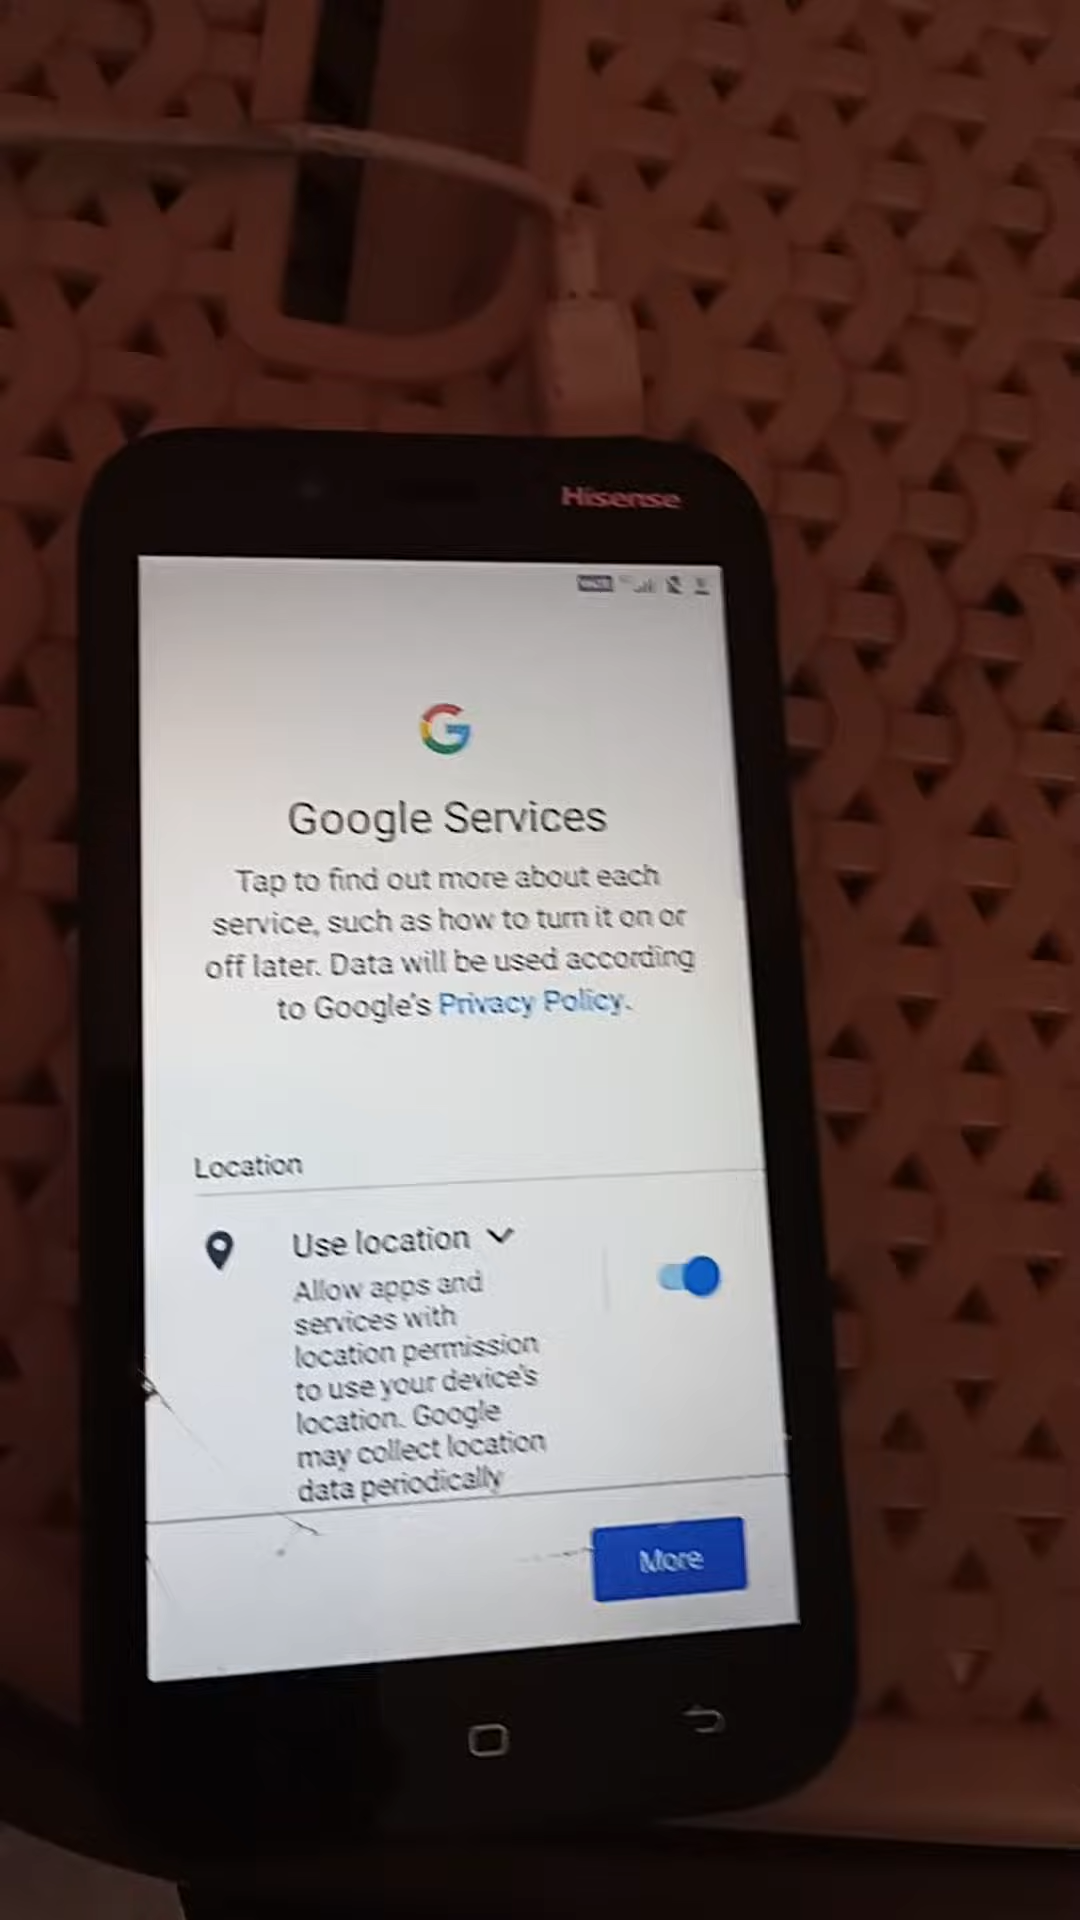 Hisense
Google Services
Tap to find out more about each
service, such as how to turn it on or
off later. Data will be used according
to Google's Privacy Policy.
Location
Use location
Allow apps and
services with
location permission
to use your device's
location. Google
may collect location
data periodically
More